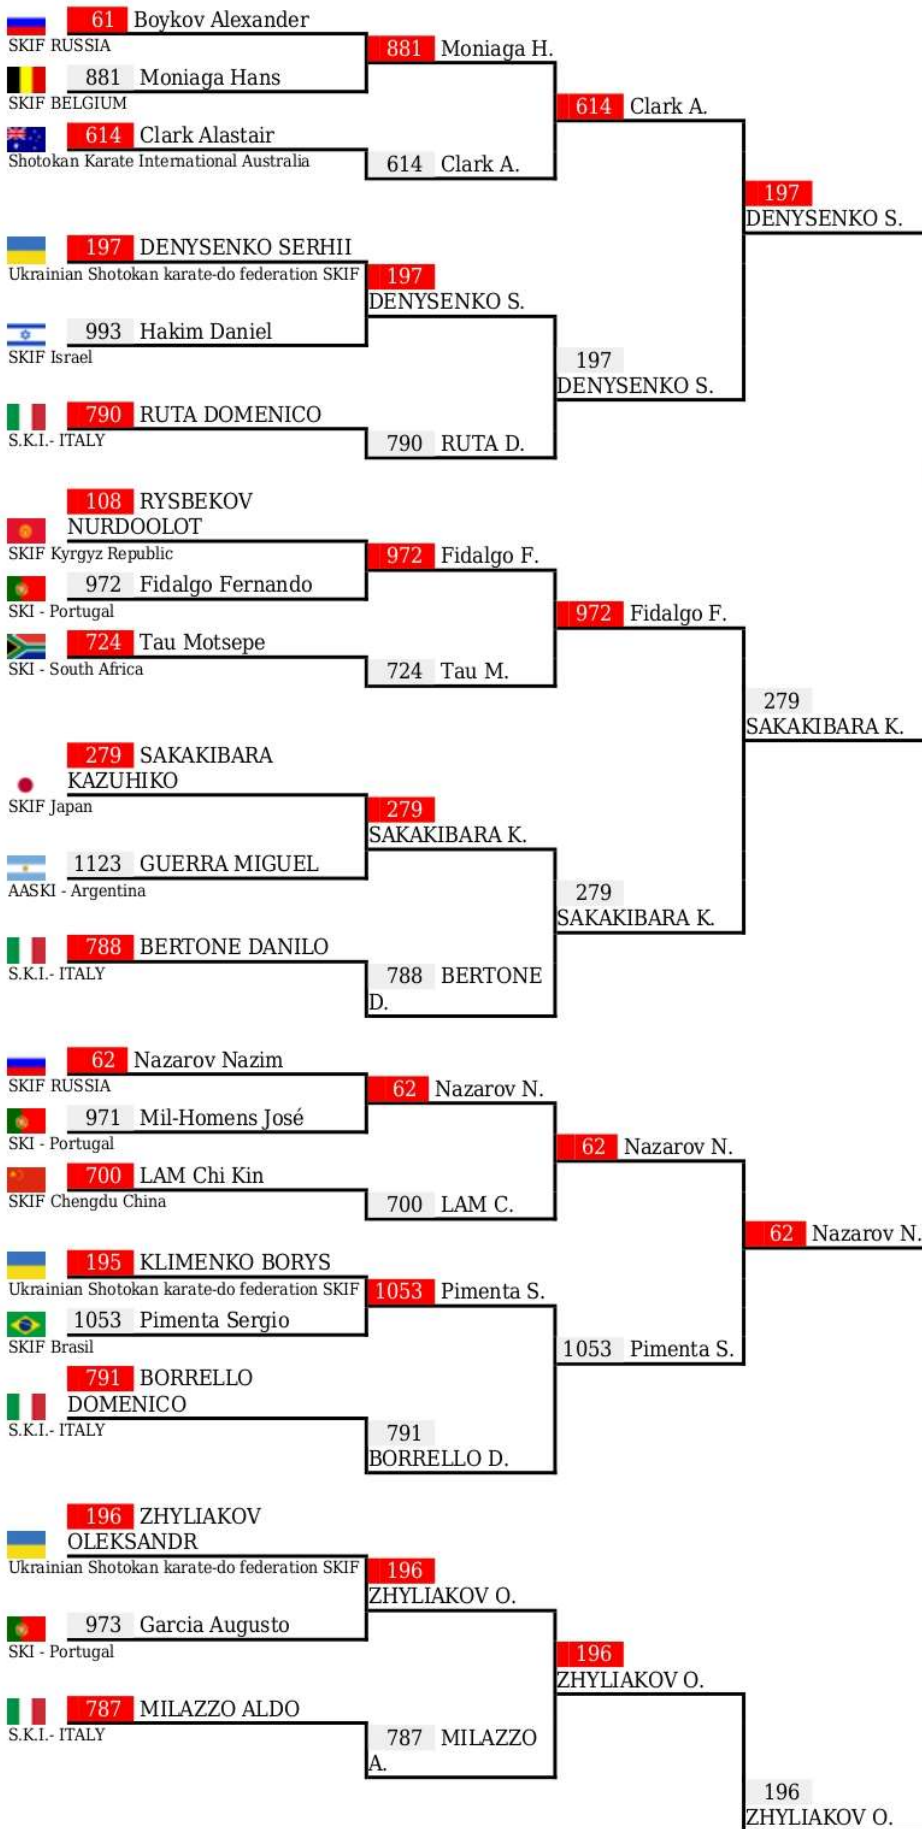 61 Boykov Alexander
SKIF RUSSIA
881 Moniaga H.
881 Moniaga Hans
SKIF BELGIUM
614 Clark A.
614 Clark Alastair
Shotokan Karate International Australia
614 Clark A.
197
DENYSENKO S.
197 DENYSENKO SERHII
Ukrainian Shotokan karate-do federation SKIF
197
DENYSENKO S.
993 Hakim Daniel
SKIF Israel
197
DENYSENKO S.
790 RUTA DOMENICO
S.K.I.- ITALY
790 RUTA D.
108 RYSBEKOV
NURDOOLOT
SKIF Kyrgyz Republic
972 Fidalgo F.
972 Fidalgo Fernando
SKI - Portugal
972 Fidalgo F.
724 Tau Motsepe
SKI - South Africa
724 Tau M.
279
SAKAKIBARA K.
279 SAKAKIBARA
KAZUHIKO
SKIF Japan
279
SAKAKIBARA K.
1123 GUERRA MIGUEL
AASKI - Argentina
279
SAKAKIBARA K.
788 BERTONE DANILO
S.K.I.- ITALY
788 BERTONE
D.
62 Nazarov Nazim
SKIF RUSSIA
62 Nazarov N.
971 Mil-Homens José
SKI - Portugal
62 Nazarov N.
700 LAM Chi Kin
SKIF Chengdu China
700 LAM C.
62 Nazarov N.
195 KLIMENKO BORYS
Ukrainian Shotokan karate-do federation SKIF
1053 Pimenta S.
1053 Pimenta Sergio
SKIF Brasil
1053 Pimenta S.
791 BORRELLO
DOMENICO
S.K.I.- ITALY
791
BORRELLO D.
196 ZHYLIAKOV
OLEKSANDR
Ukrainian Shotokan karate-do federation SKIF
196
ZHYLIAKOV O.
973 Garcia Augusto
SKI - Portugal
196
ZHYLIAKOV O.
787 MILAZZO ALDO
S.K.I.- ITALY
787 MILAZZO
A.
196
ZHYLIAKOV O.